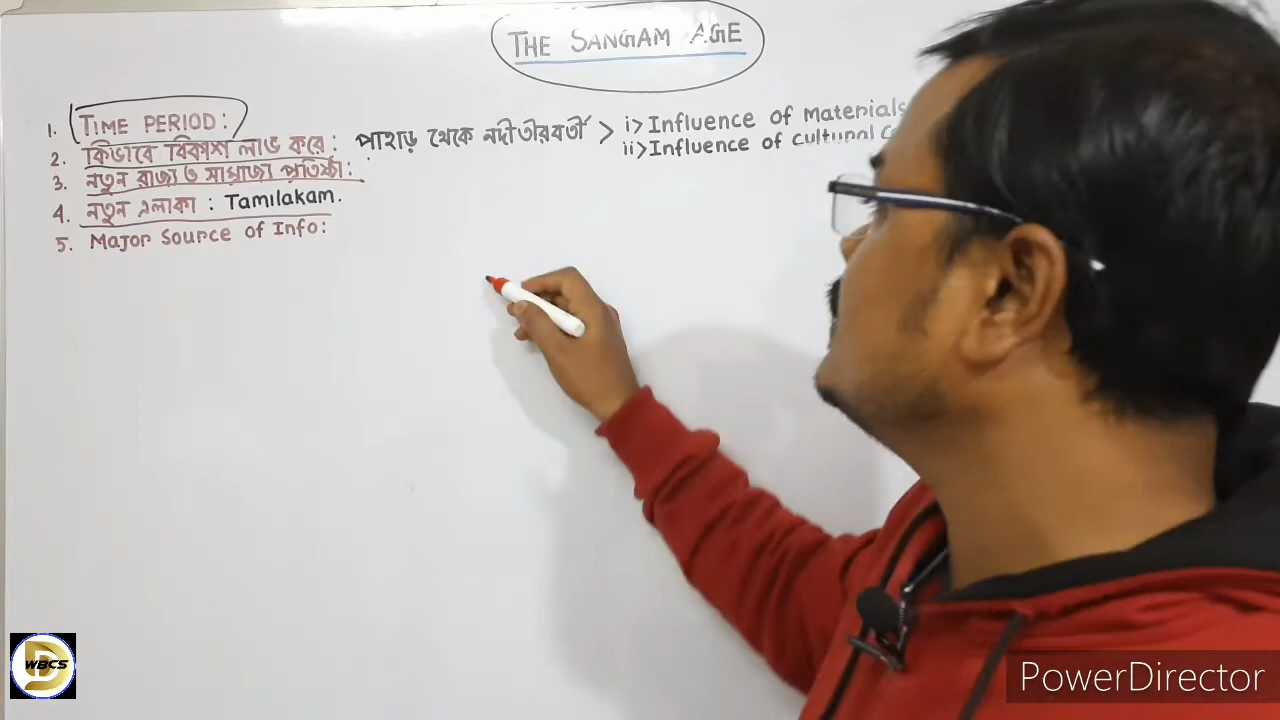 THE SANGAM AGE
1. TIME PERIOD:
2. কিভাবে বিকাশ লাভ করে : পাহাড় থেকে নদীতীরবর্তী > i> Influence of Materials
ii> Influence of cultural
3. নতুন রাজ্য ও সাম্রাজ্য প্রতিষ্ঠা:
4. নতুন এলাকা : Tamilakam.
5. Major Source of Info:
WBCS
PowerDirector